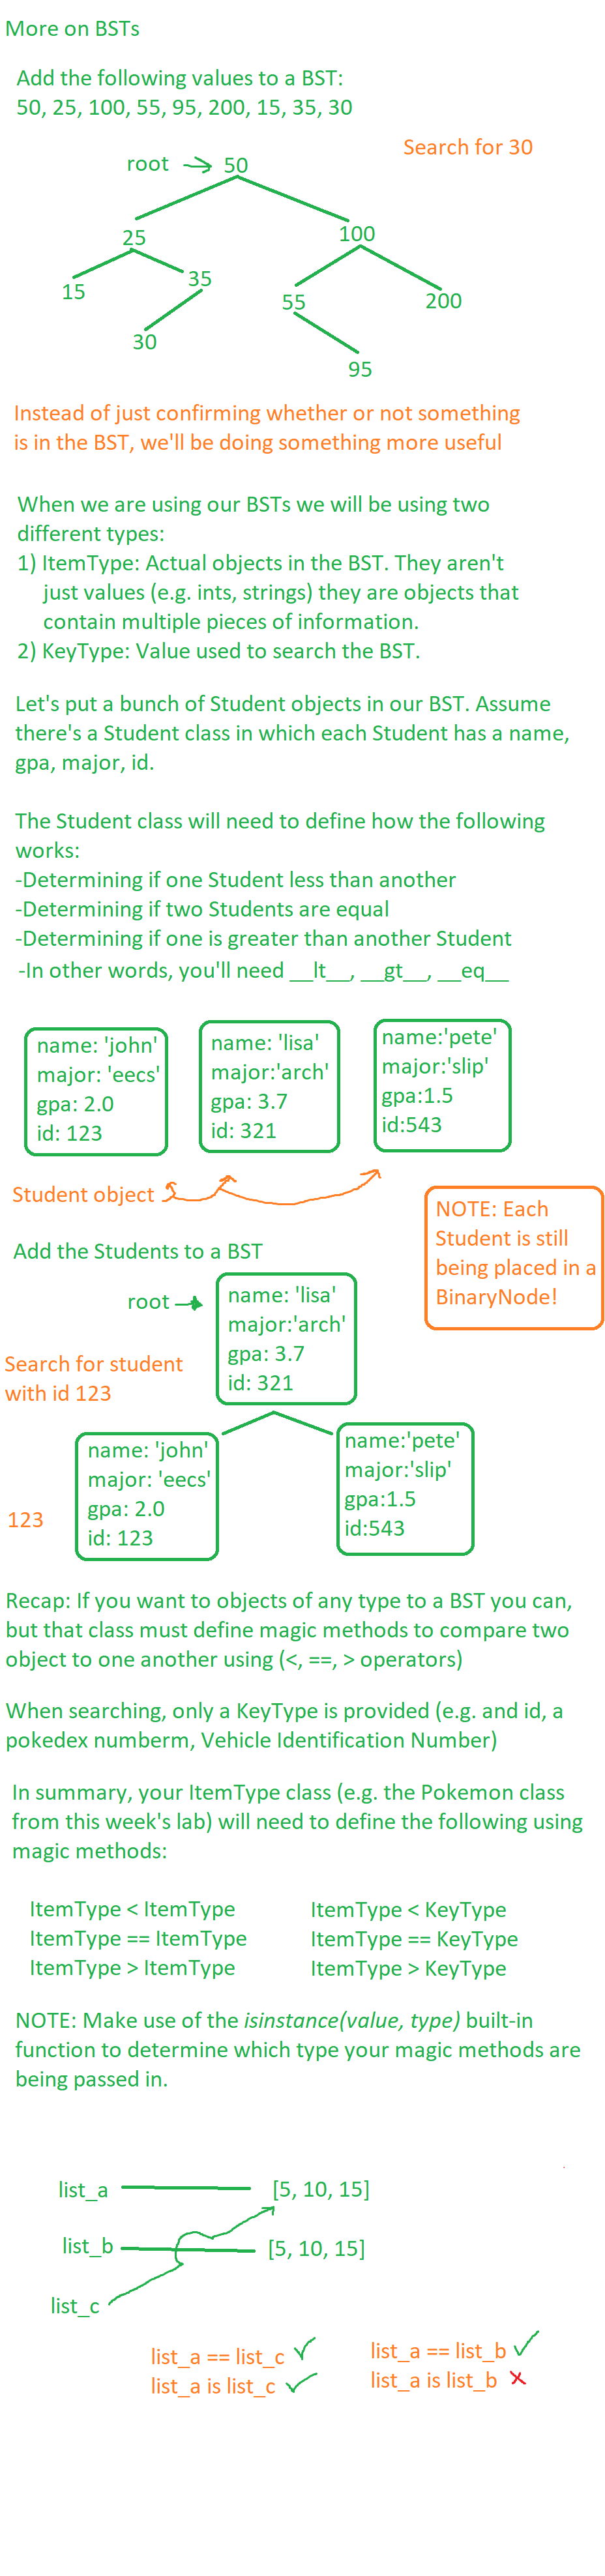 More on BSTs
Add the following values to a BST:
50, 25, 100, 55, 95, 200, 15, 35, 30
Search for 30
root
50
25
100
15
35
55
200
30
95
Instead of just confirming whether or not something
is in the BST, we'll be doing something more useful
When we are using our BSTs we will be using two
different types:
1) ItemType: Actual objects in the BST. They aren't
just values (e.g. ints, strings) they are objects that
contain multiple pieces of information.
2) KeyType: Value used to search the BST.
Let's put a bunch of Student objects in our BST. Assume
there's a Student class in which each Student has a name,
gpa, major, id.
The Student class will need to define how the following
works:
-Determining if one Student less than another
-Determining if two Students are equal
-Determining if one is greater than another Student
-In other words, you'll need __lt__, __gt__, __eq__
name: 'john'
major: 'eecs'
gpa: 2.0
id: 123
name: 'lisa'
major:'arch'
gpa: 3.7
id: 321
name:'pete'
major:'slip'
gpa:1.5
id:543
Student object
NOTE: Each
Student is still
being placed in a
BinaryNode!
Add the Students to a BST
root
name: 'lisa'
major:'arch'
gpa: 3.7
id: 321
Search for student
with id 123
123
name: 'john'
major: 'eecs'
gpa: 2.0
id: 123
name:'pete'
major:'slip'
gpa:1.5
id:543
Recap: If you want to objects of any type to a BST you can,
but that class must define magic methods to compare two
object to one another using (<, ==, > operators)
When searching, only a KeyType is provided (e.g. and id, a
pokedex numberm, Vehicle Identification Number)
In summary, your ItemType class (e.g. the Pokemon class
from this week's lab) will need to define the following using
magic methods:
ItemType < ItemType
ItemType == ItemType
ItemType > ItemType
ItemType < KeyType
ItemType == KeyType
ItemType > KeyType
NOTE: Make use of the isinstance(value, type) built-in
function to determine which type your magic methods are
being passed in.
list_a
[5, 10, 15]
list_b
[5, 10, 15]
list_c
list_a == list_c
list_a is list_c
list_a == list_b
list_a is list_b